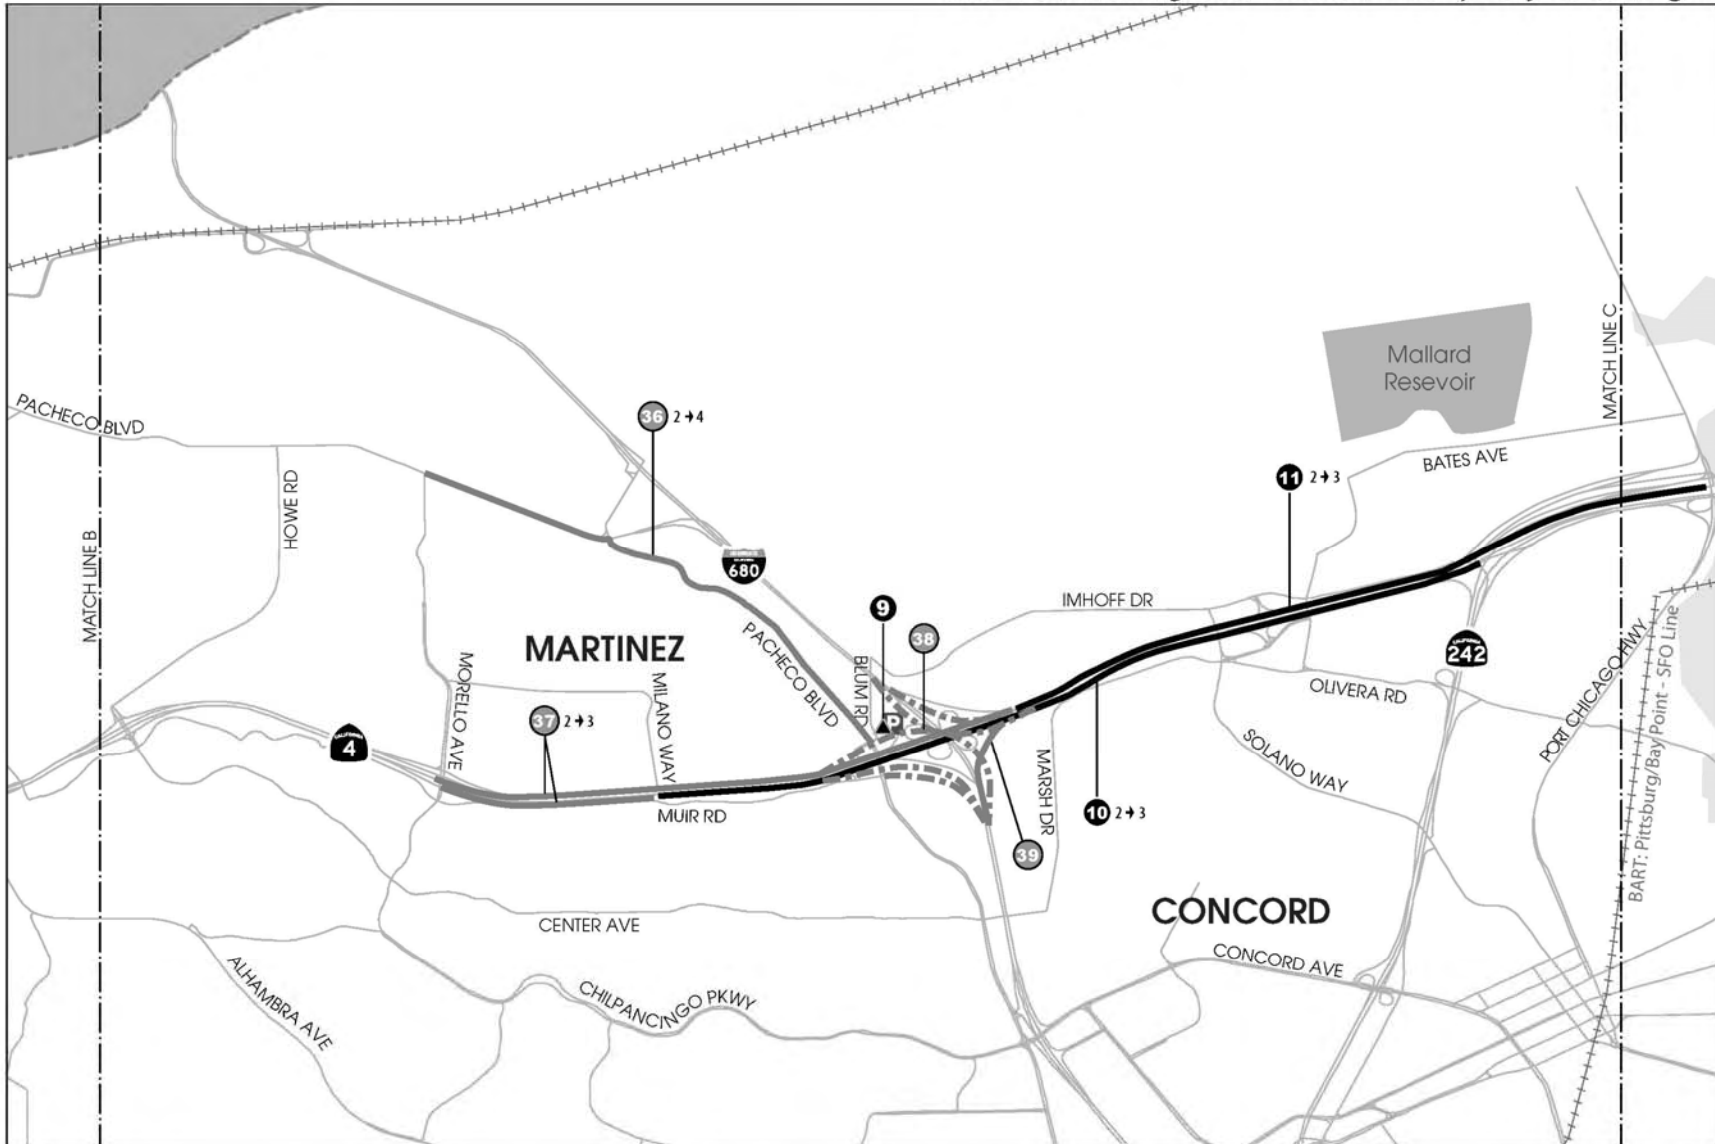 MATCH LINE C
Mallard
Resevoir
PACHECO BLVD
36 2→4
BATES AVE
11 2→3
HOWE RD
MATCH LINE B
CALIFORNIA
680
IMHOFF DR
9
38
MARTINEZ
PACHECO BLVD
BLUM RD
CALIFORNIA
242
PORT CHICAGO HWY
BART: Pittsburg/Bay Point - SFO Line
MORELLO AVE
MILANO WAY
OLIVERA RD
37 2→3
P
CALIFORNIA
4
SOLANO WAY
MARSH DR
MUIR RD
10 2→3
39
CONCORD
CENTER AVE
CONCORD AVE
ALHAMBRA AVE
CHILPANCINGO PKWY